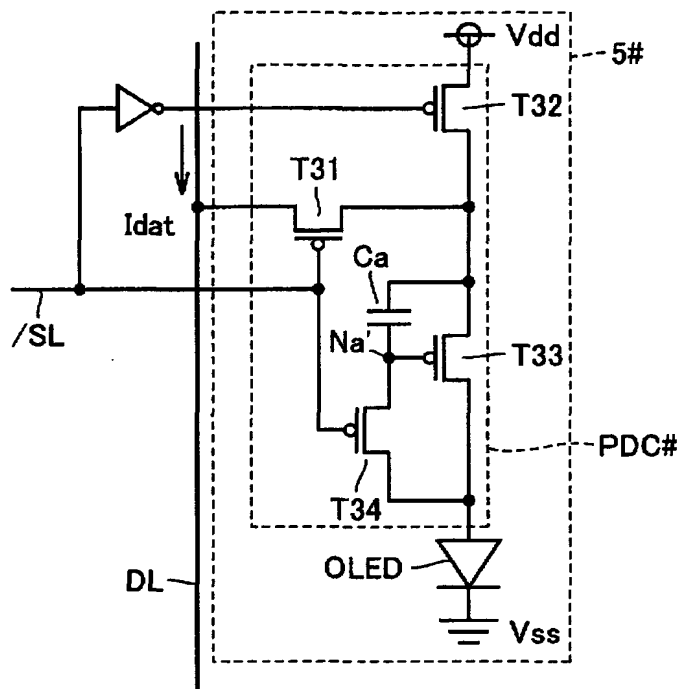 Vdd
5#
T32
T31
Idat
Ca
/SL
Na
T33
PDC#
T34
OLED
DL
Vss